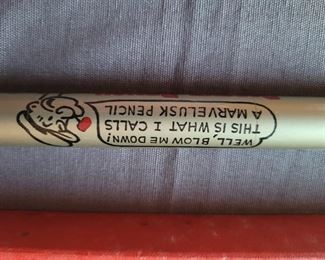 WELL, BLOW ME DOWN!
THIS IS WHAT I CALLS
A MARVELUSK PENCIL